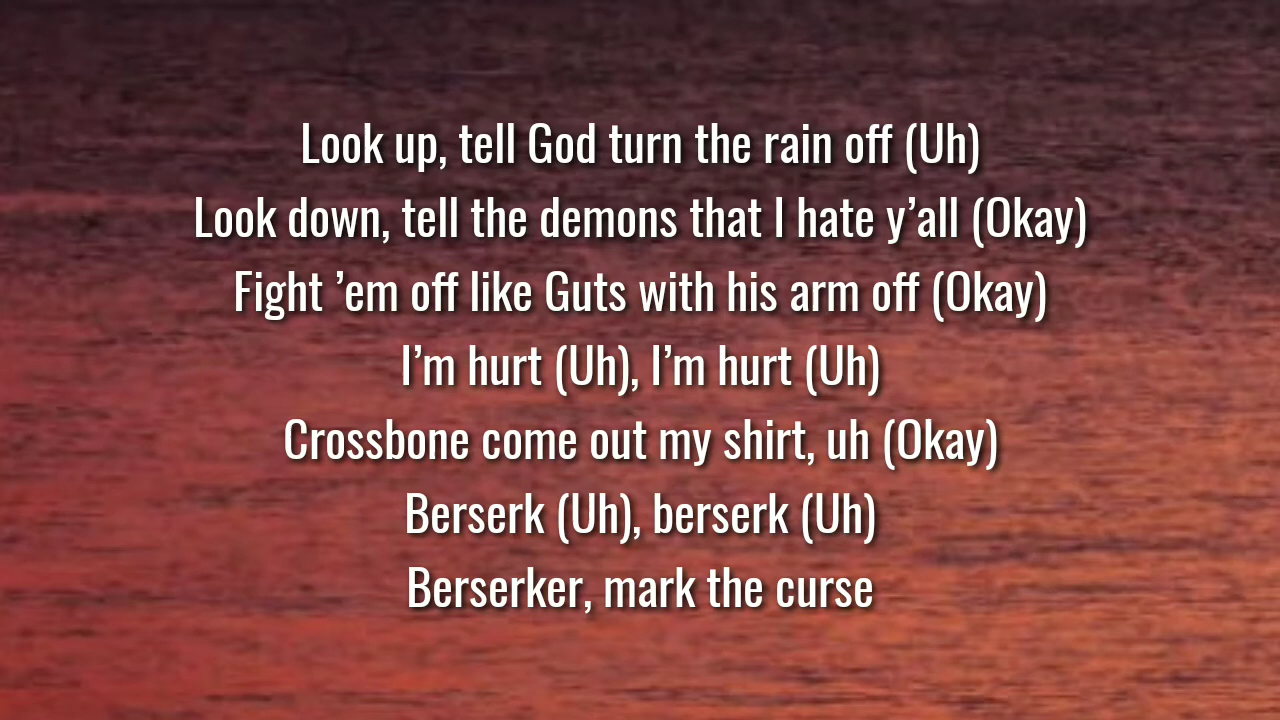 Look up, tell God turn the rain off (Uh)
Look down, tell the demons that I hate y’all (Okay)
Fight ’em off like Guts with his arm off (Okay)
I’m hurt (Uh), I’m hurt (Uh)
Crossbone come out my shirt, uh (Okay)
Berserk (Uh), berserk (Uh)
Berserker, mark the curse